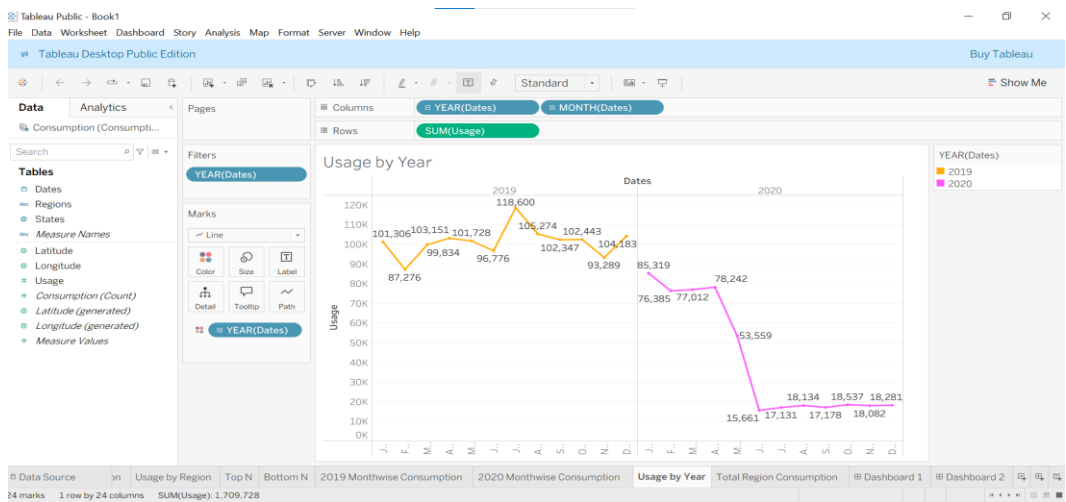 Tableau Public - Book1
File Data Worksheet Dashboard Story Analysis Map Format Server Window Help
Tableau Desktop Public Edition
Buy Tableau
Standard
Show Me
Data Analytics
Consumption (Consumpti...
Search
Tables
Dates
Abc Regions
States
Abc Measure Names
Latitude
Longitude
# Usage
Consumption (Count)
Latitude (generated)
Longitude (generated)
Measure Values
Pages
Filters
YEAR(Dates)
Marks
Line
Color Size Label
Detail Tooltip Path
YEAR(Dates)
Columns YEAR(Dates) MONTH(Dates)
Rows SUM(Usage)
Usage by Year
Dates
2019 2020
Usage
120K
110K
100K
90K
80K
70K
60K
50K
40K
30K
20K
10K
0K
101,306
87,276
99,834
103,151
101,728
96,776
118,600
105,274
102,347
102,443
93,289
104,183
85,319
76,385
77,012
78,242
53,559
15,661
17,131
18,134
17,178
18,537
18,082
18,281
J.. F.. M.. A.. M.. J.. J.. A.. S.. O.. N.. D.. J.. F.. M.. A.. M.. J.. J.. A.. S.. O.. N.. D..
YEAR(Dates)
2019
2020
Data Source on Usage by Region Top N Bottom N 2019 Monthwise Consumption 2020 Monthwise Consumption Usage by Year Total Region Consumption Dashboard 1 Dashboard 2
24 marks 1 row by 24 columns SUM(Usage): 1,709,728